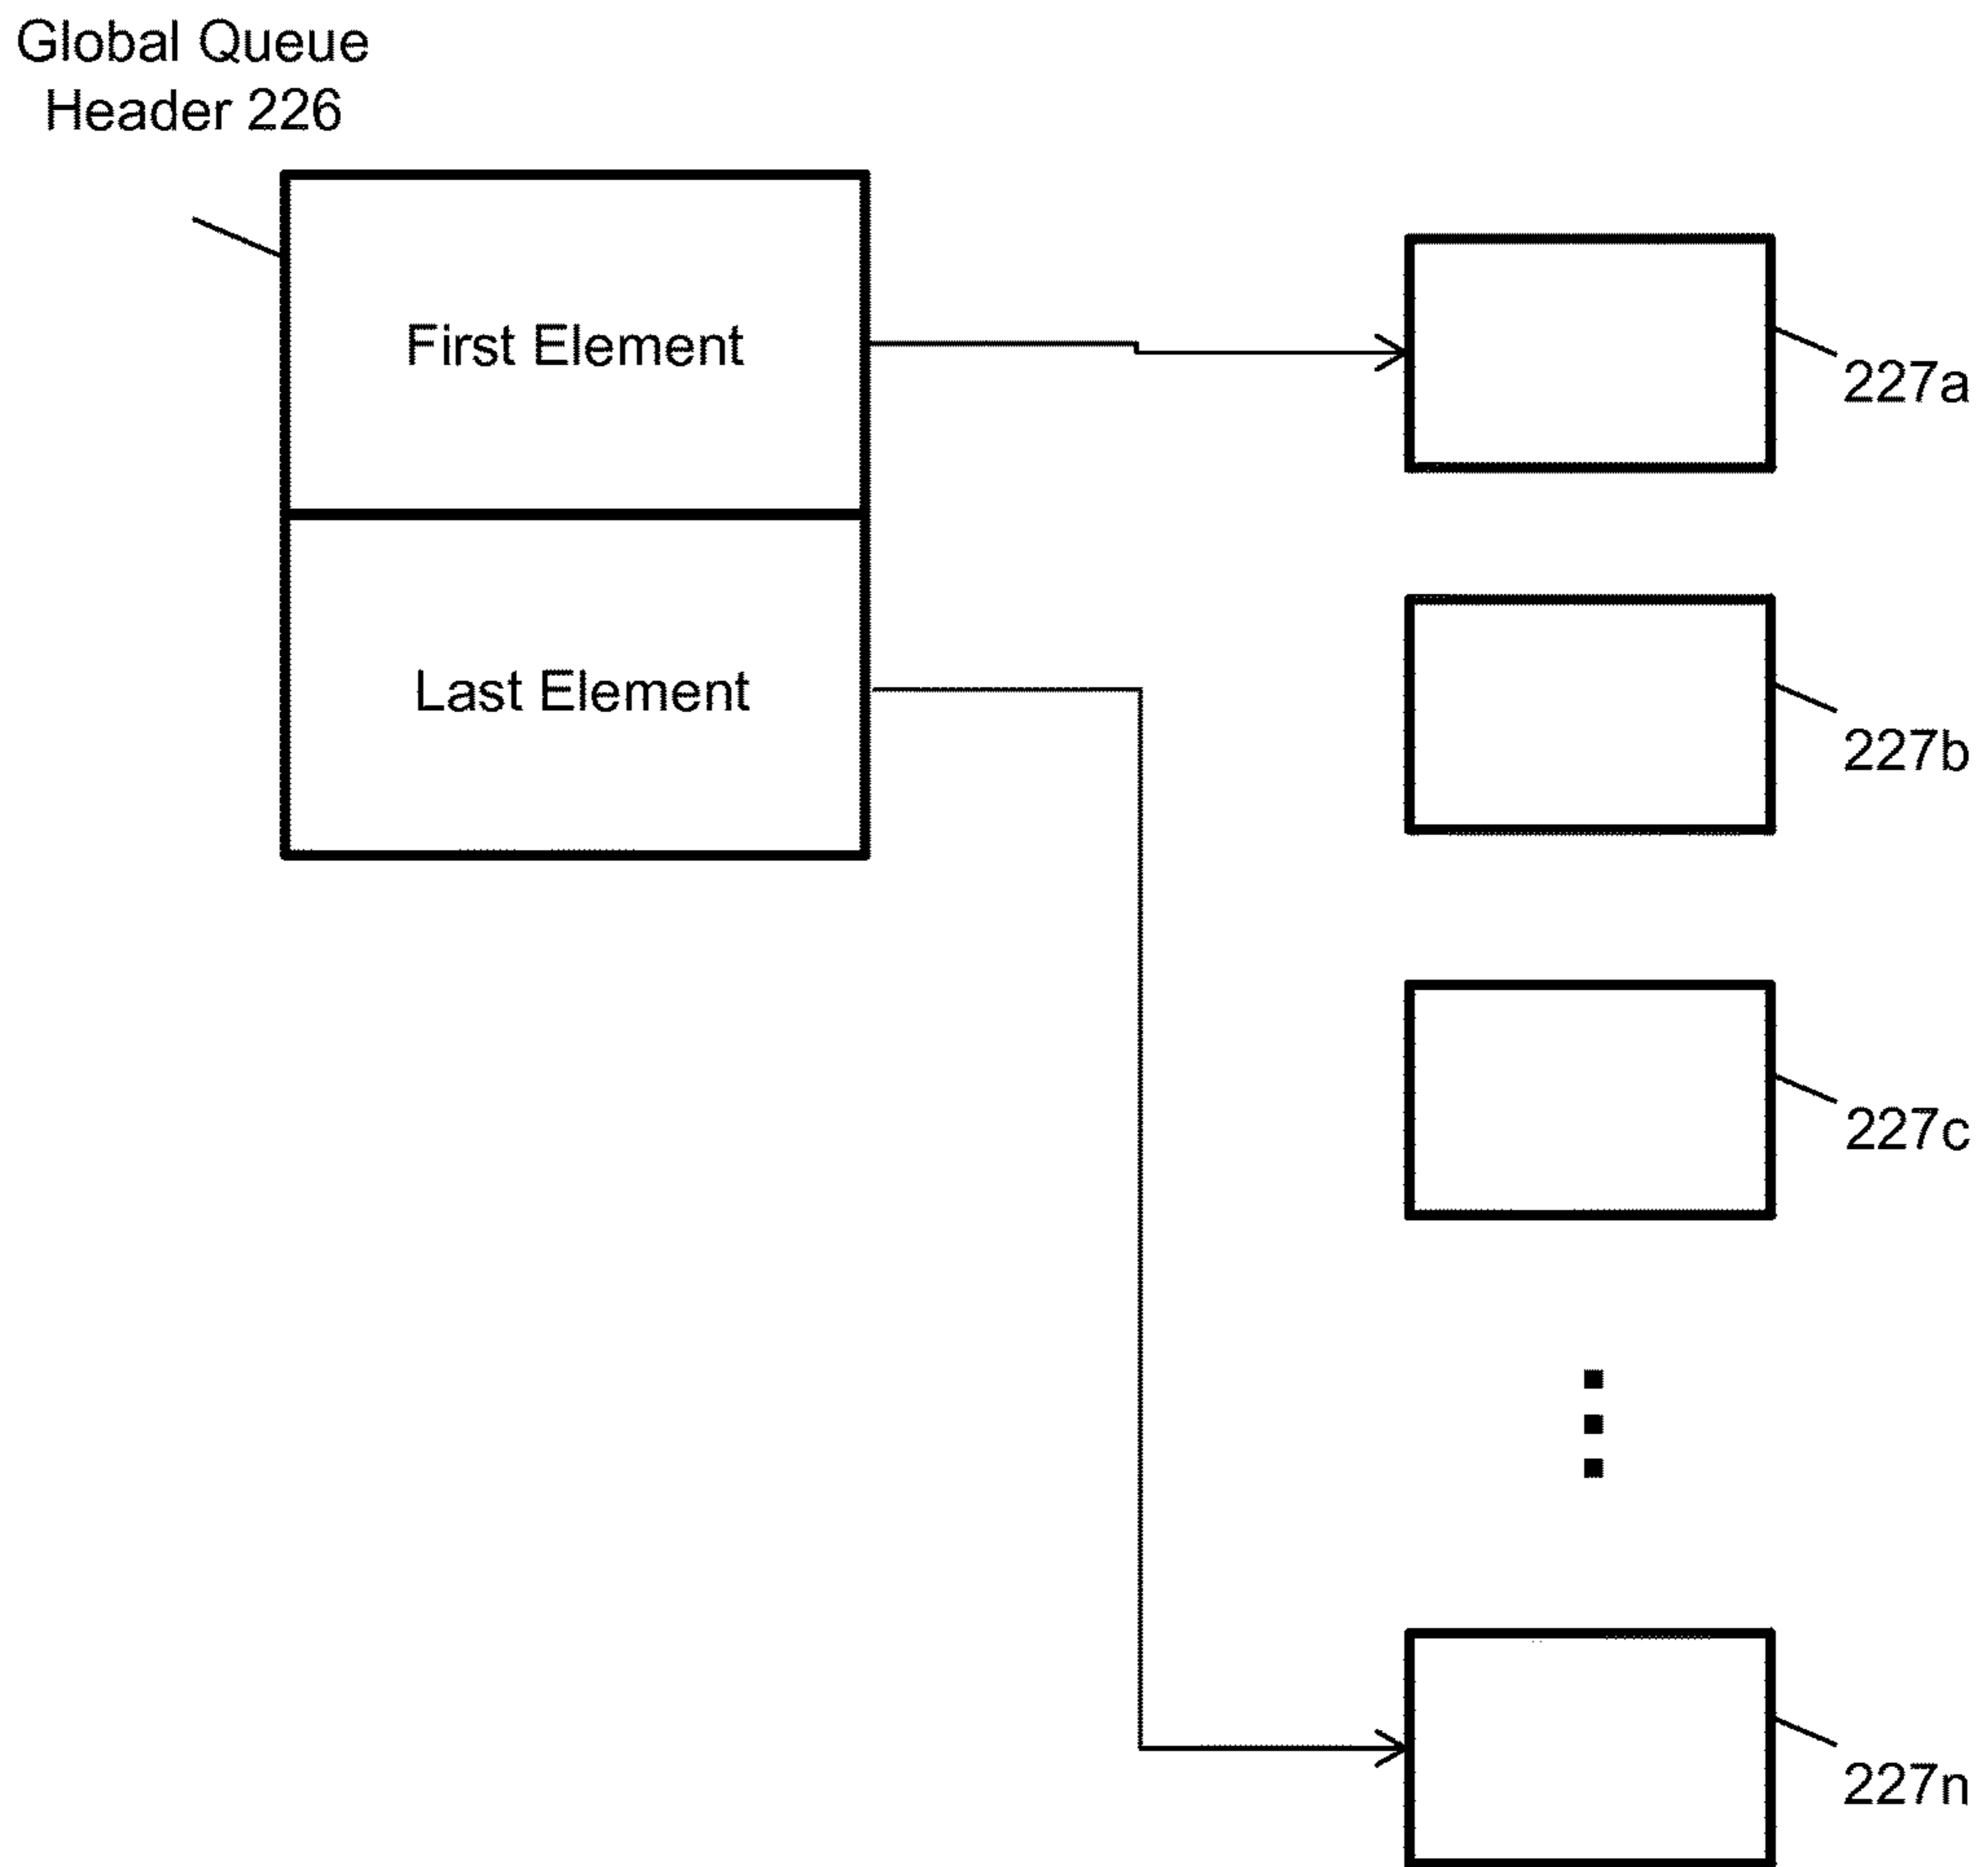 Global Queue
Header 226
First Element
227a
Last Element
227b
227c
227n